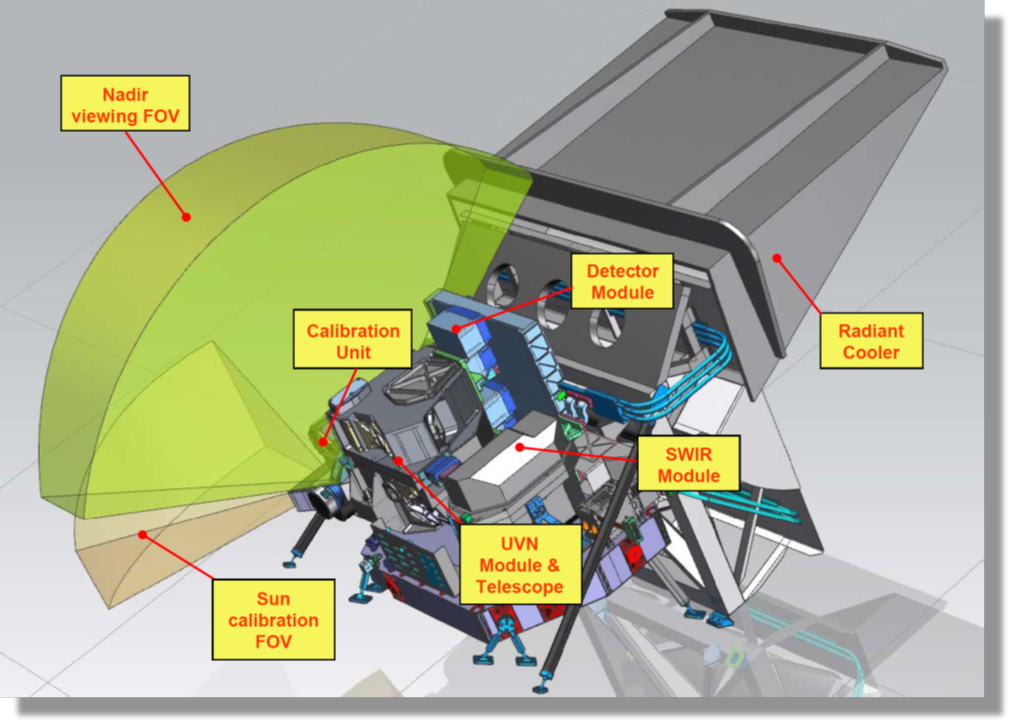 Nadir
viewing FOV
Detector
Module
Calibration
Unit
Radiant
Cooler
SWIR
Module
UVN
Module &
Telescope
Sun
calibration
FOV